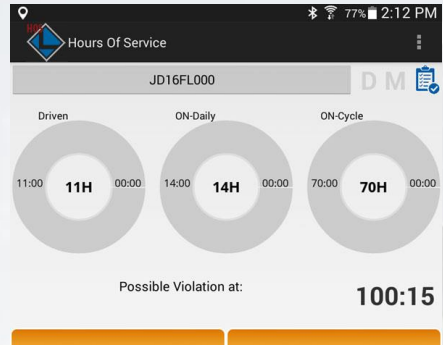 77% 2:12 PM
HOS
Hours Of Service
JD16FL000 D M
Driven ON-Daily ON-Cycle
11:00 11H 00:00 14:00 14H 00:00 70:00 70H 00:00
Possible Violation at: 100:15